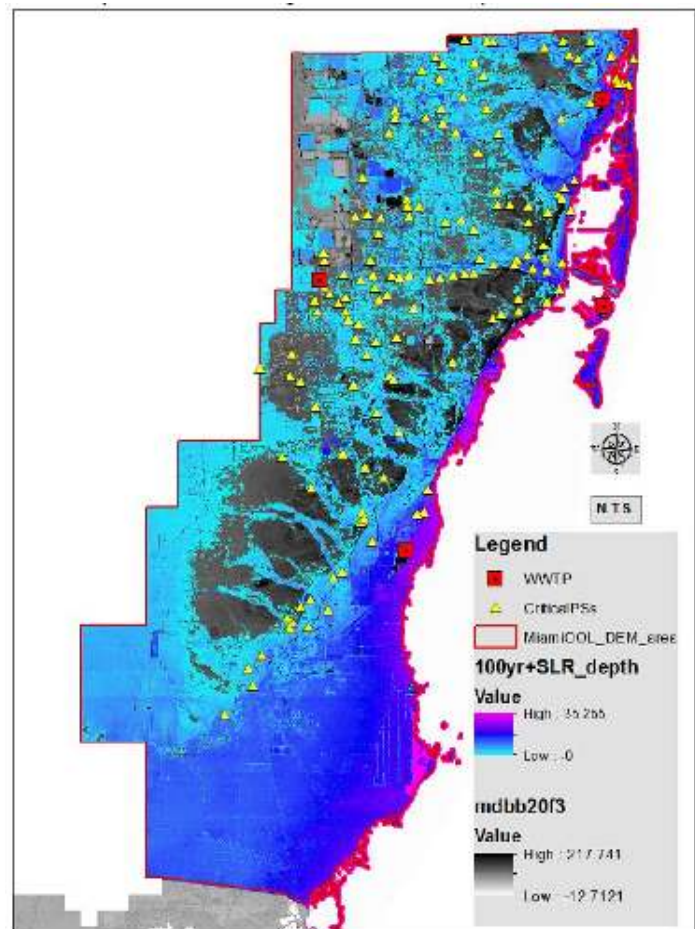 N.T.S.
Legend
WWTP
CriticalPSs
MiamiCOL_DEM_area
100yr+SLR_depth
Value
High : 35.255
Low : -0
mdbb20f3
Value
High : 217.741
Low : -12.7121